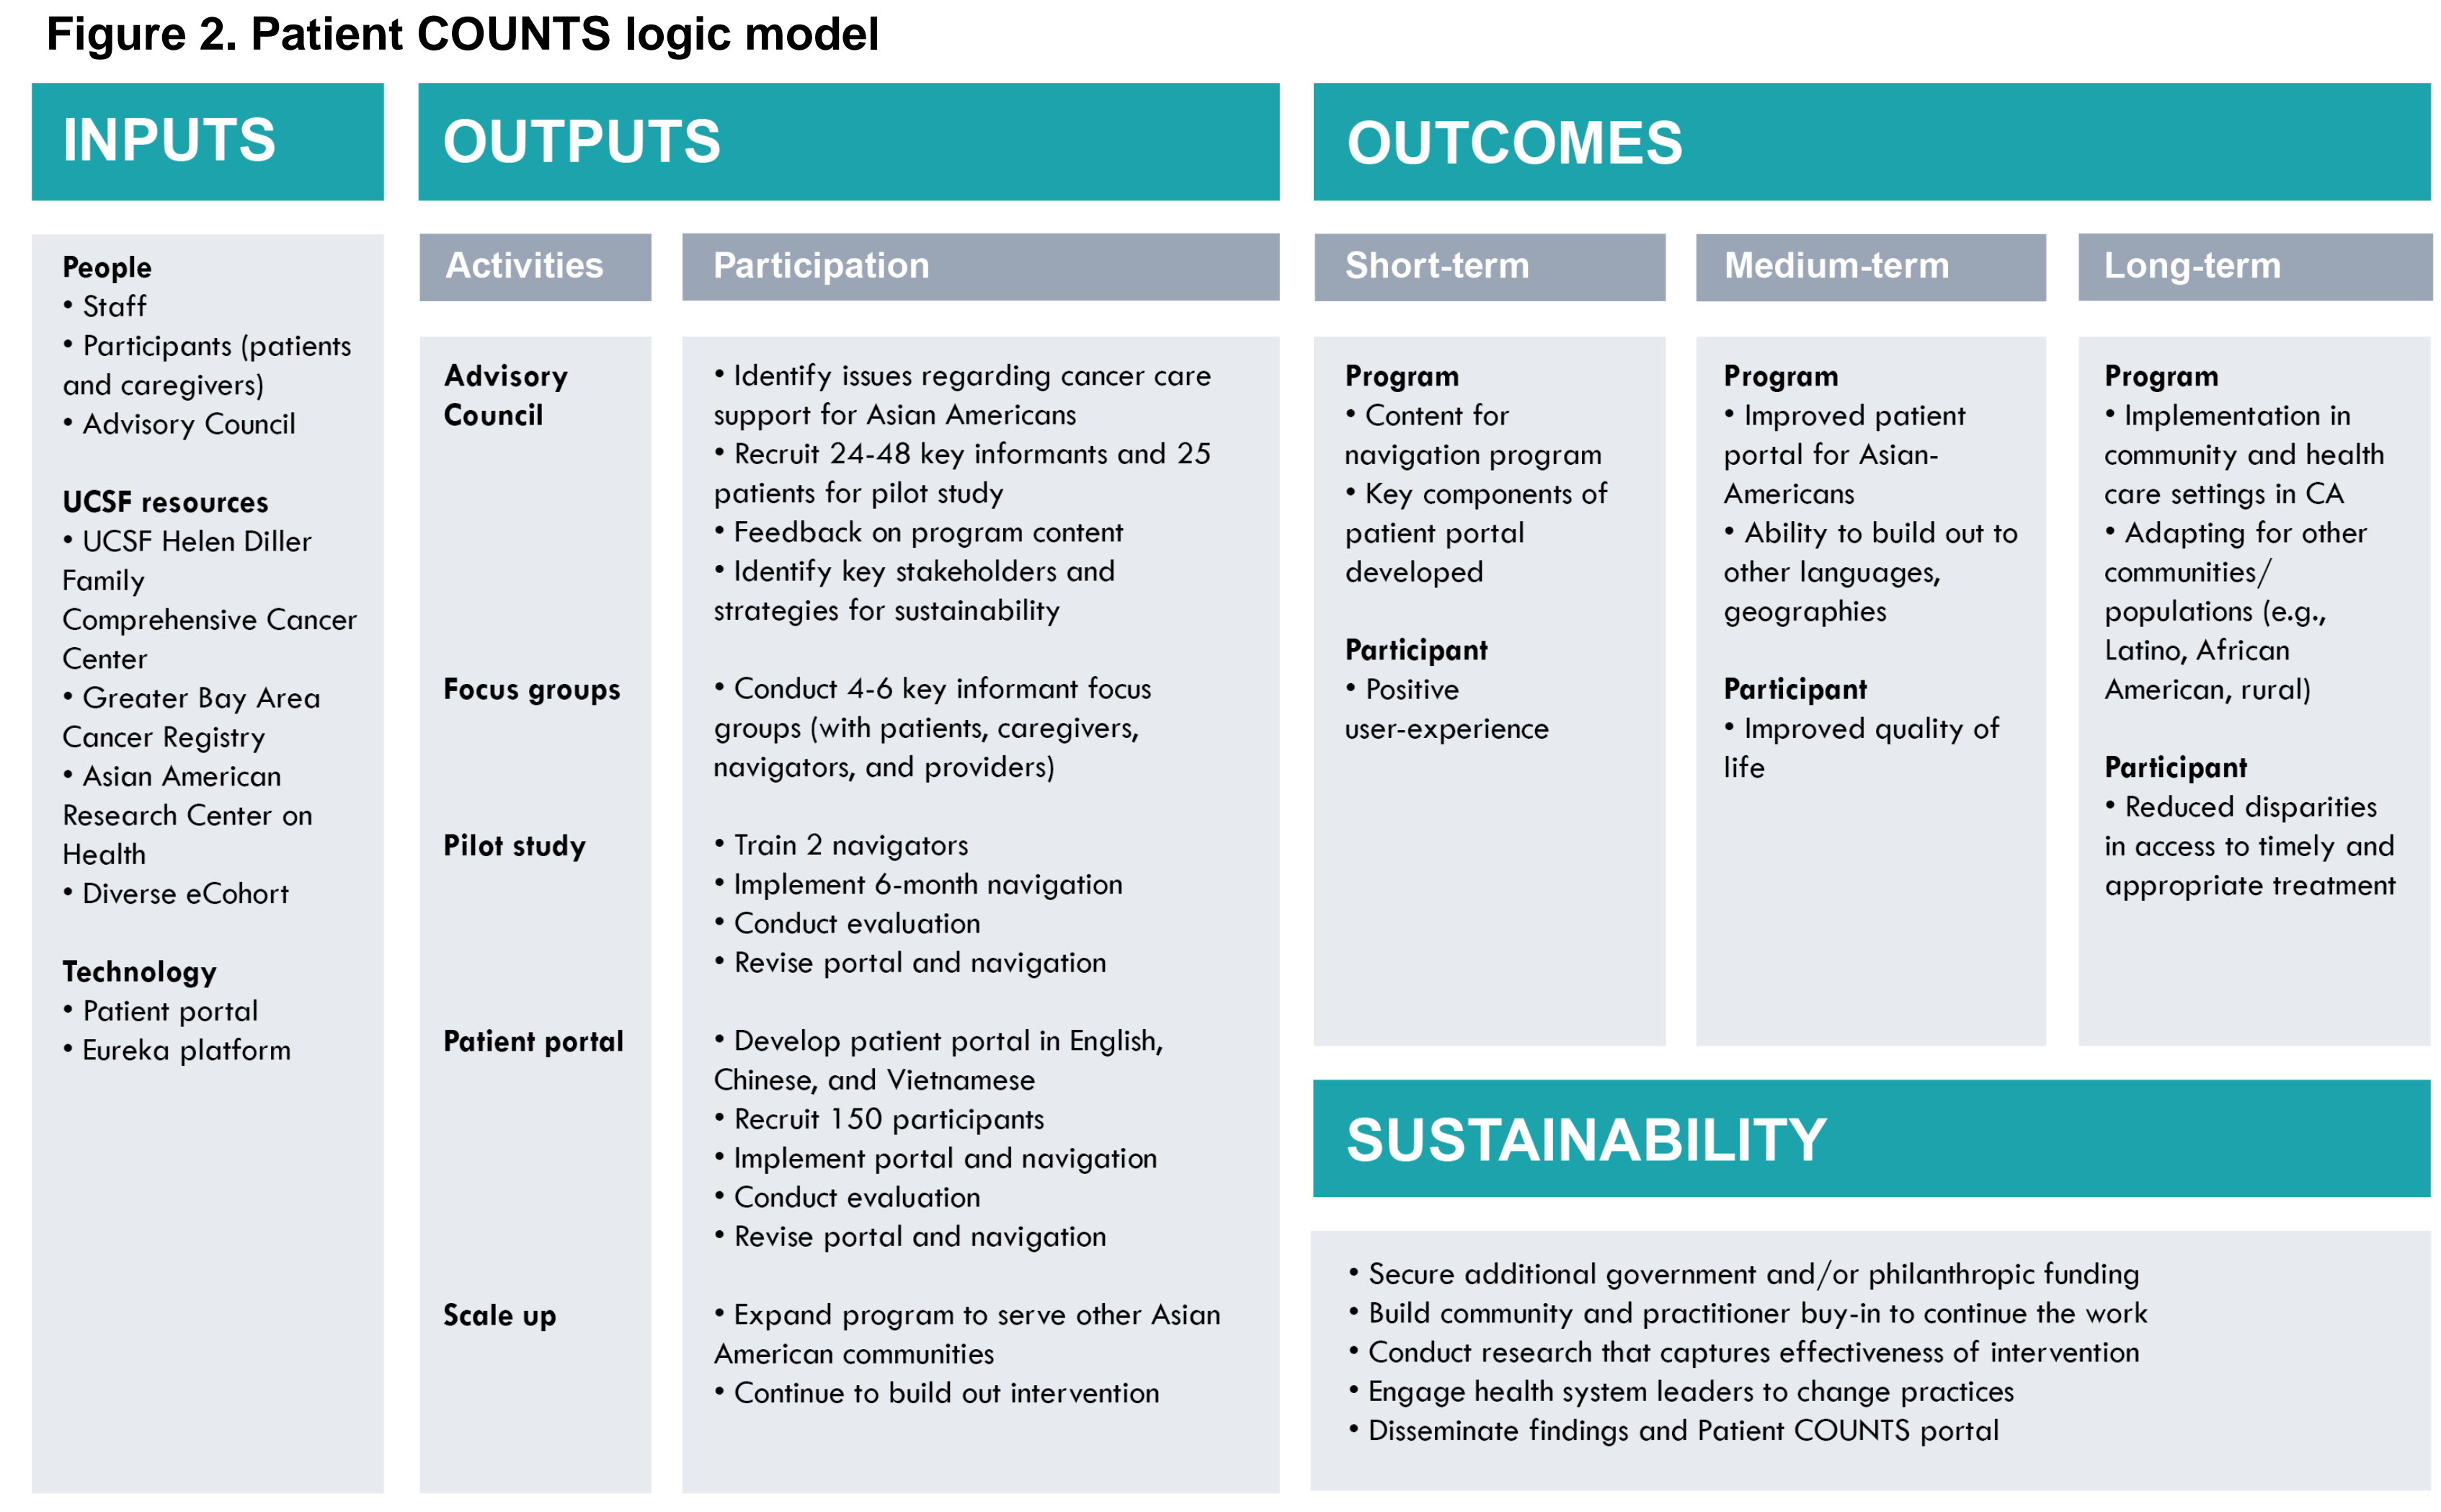 Figure 2. Patient COUNTS logic model
INPUTS
People
• Staff
• Participants (patients
and caregivers)
• Advisory Council
UCSF resources
• UCSF Helen Diller
Family
Comprehensive Cancer
Center
• Greater Bay Area
Cancer Registry
• Asian American
Research Center on
Health
• Diverse eCohort
Technology
• Patient portal
• Eureka platform
OUTPUTS
Activities
Participation
Advisory
Council
• Identify issues regarding cancer care
support for Asian Americans
• Recruit 24-48 key informants and 25
patients for pilot study
• Feedback on program content
• Identify key stakeholders and
strategies for sustainability
Focus groups
• Conduct 4-6 key informant focus
groups (with patients, caregivers,
navigators, and providers)
Pilot study
• Train 2 navigators
• Implement 6-month navigation
• Conduct evaluation
• Revise portal and navigation
Patient portal
• Develop patient portal in English,
Chinese, and Vietnamese
• Recruit 150 participants
• Implement portal and navigation
• Conduct evaluation
• Revise portal and navigation
Scale up
• Expand program to serve other Asian
American communities
• Continue to build out intervention
OUTCOMES
Short-term
Program
• Content for
navigation program
• Key components of
patient portal
developed
Participant
• Positive
user-experience
Medium-term
Program
• Improved patient
portal for Asian-
Americans
• Ability to build out to
other languages,
geographies
Participant
• Improved quality of
life
Long-term
Program
• Implementation in
community and health
care settings in CA
• Adapting for other
communities/
populations (e.g.,
Latino, African
American, rural)
Participant
• Reduced disparities
in access to timely and
appropriate treatment
SUSTAINABILITY
• Secure additional government and/or philanthropic funding
• Build community and practitioner buy-in to continue the work
• Conduct research that captures effectiveness of intervention
• Engage health system leaders to change practices
• Disseminate findings and Patient COUNTS portal